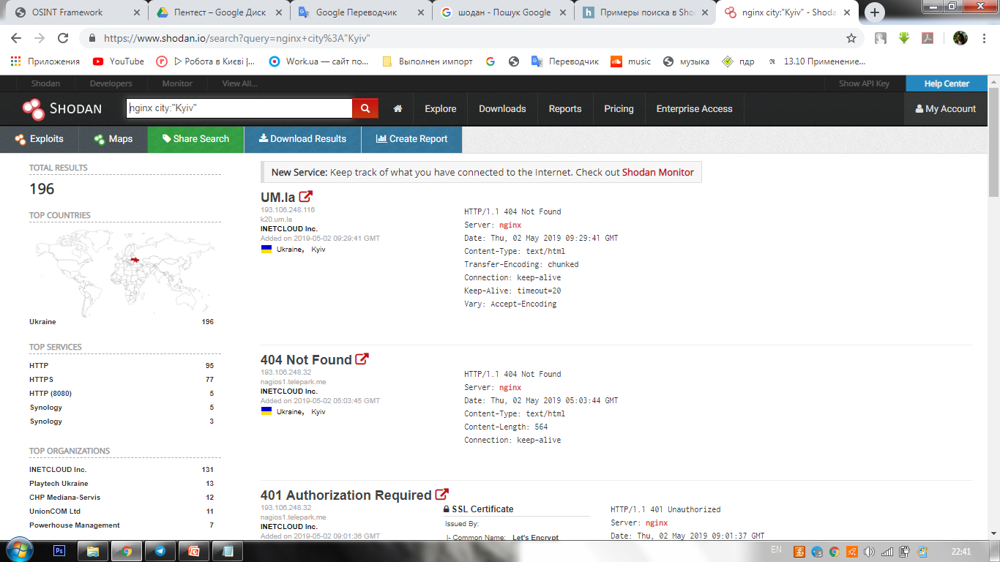 OSINT Framework
Пентест – Google Диск
Google Переводчик
шодан - Пошук Google
Примеры поиска в Sho
nginx city:"Kyiv" - Shoda
https://www.shodan.io/search?query=nginx+city%3A"Kyiv"
Приложения
YouTube
▷ Робота в Києві |...
Work.ua — сайт по...
Выполнен импорт
Переводчик
music
музыка
пдр
13.10 Применение...
Shodan
Developers
Monitor
View All...
Show API Key
Help Center
SHODAN
nginx city:"Kyiv"
Explore
Downloads
Reports
Pricing
Enterprise Access
My Account
Exploits
Maps
Share Search
Download Results
Create Report
TOTAL RESULTS
196
TOP COUNTRIES
Ukraine 196
TOP SERVICES
HTTP 95
HTTPS 77
HTTP (8080) 5
Synology 5
Synology 3
TOP ORGANIZATIONS
INETCLOUD Inc. 131
Playtech Ukraine 13
CHP Mediana-Servis 12
UnionCOM Ltd 11
Powerhouse Management 7
New Service: Keep track of what you have connected to the Internet. Check out Shodan Monitor
UM.la
193.106.248.116
k20.um.la
INETCLOUD Inc.
Added on 2019-05-02 09:29:41 GMT
Ukraine, Kyiv
HTTP/1.1 404 Not Found
Server: nginx
Date: Thu, 02 May 2019 09:29:41 GMT
Content-Type: text/html
Transfer-Encoding: chunked
Connection: keep-alive
Keep-Alive: timeout=20
Vary: Accept-Encoding
404 Not Found
193.106.248.32
nagios1.telepark.me
INETCLOUD Inc.
Added on 2019-05-02 05:03:45 GMT
Ukraine, Kyiv
HTTP/1.1 404 Not Found
Server: nginx
Date: Thu, 02 May 2019 05:03:44 GMT
Content-Type: text/html
Content-Length: 564
Connection: keep-alive
401 Authorization Required
193.106.248.32
nagios1.telepark.me
INETCLOUD Inc.
Added on 2019-05-02 09:01:36 GMT
SSL Certificate
Issued By:
|- Common Name: Let's Encrypt
HTTP/1.1 401 Unauthorized
Server: nginx
Date: Thu, 02 May 2019 09:01:37 GMT
Ps
EN
22:41